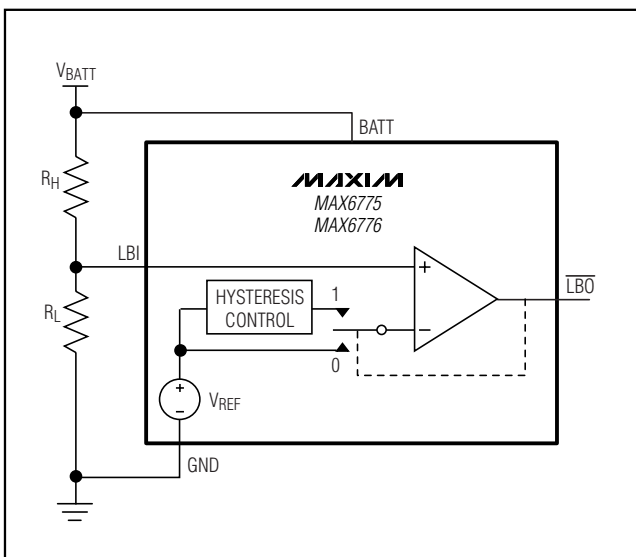 VBATT
BATT
RH
MAXIM
MAX6775
MAX6776
LBI
+
LBO
HYSTERESIS
CONTROL
1
−
RL
0
+
−
VREF
GND